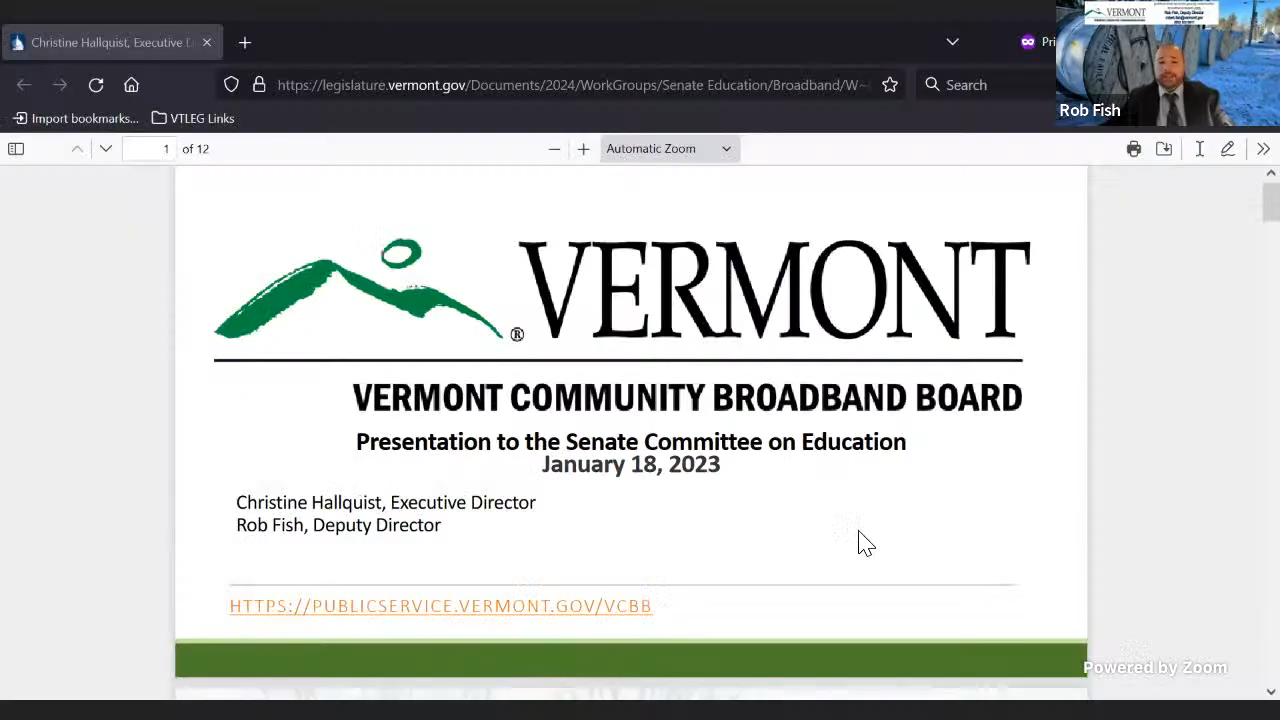 Christine Hallquist, Executive D
Pri
https://legislature.vermont.gov/Documents/2024/WorkGroups/Senate Education/Broadband/W~
Search
VERMONT
Rob Fish
Import bookmarks...
VTLEG Links
1 of 12
Automatic Zoom
VERMONT
®
VERMONT COMMUNITY BROADBAND BOARD
Presentation to the Senate Committee on Education
January 18, 2023
Christine Hallquist, Executive Director
Rob Fish, Deputy Director
HTTPS://PUBLICSERVICE.VERMONT.GOV/VCBB
Powered by Zoom